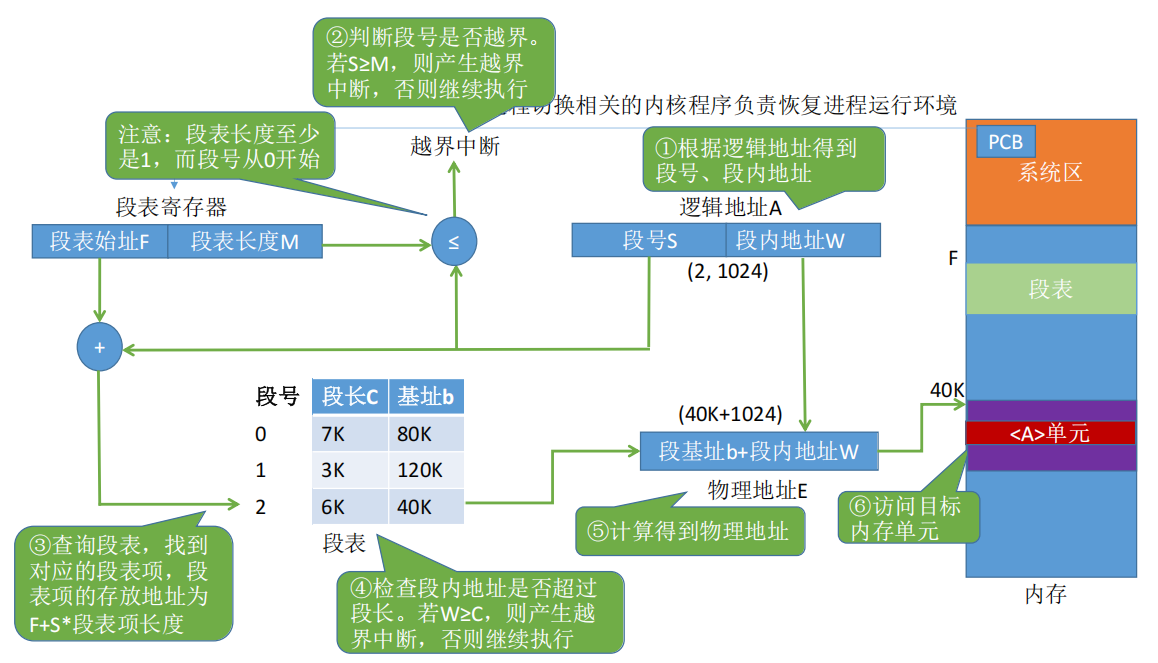 ②判断段号是否越界。
若S≥M，则产生越界
中断，否则继续执行
程切换相关的内核程序负责恢复进程运行环境
注意：段表长度至少
是1，而段号从0开始
越界中断
①根据逻辑地址得到
段号、段内地址
PCB
系统区
段表寄存器
逻辑地址A
段表始址F
段表长度M
≤
段号S
段内地址W
(2, 1024)
F
段表
+
段号
段长C
基址b
0
7K
80K
1
3K
120K
2
6K
40K
段表
40K
(40K+1024)
<A>单元
段基址b+段内地址W
物理地址E
③查询段表，找到
对应的段表项，段
表项的存放地址为
F+S*段表项长度
④检查段内地址是否超过
段长。若W≥C，则产生越
界中断，否则继续执行
⑤计算得到物理地址
⑥访问目标
内存单元
内存